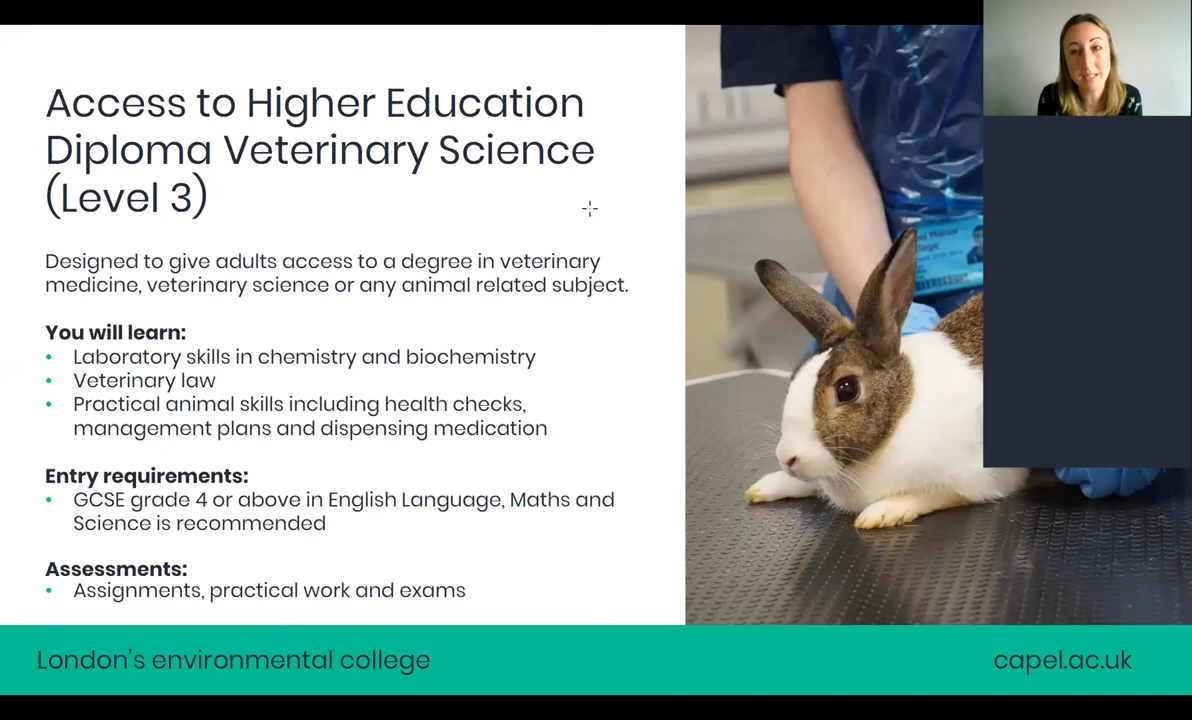 Access to Higher Education
Diploma Veterinary Science
(Level 3)
Designed to give adults access to a degree in veterinary
medicine, veterinary science or any animal related subject.
You will learn:
• Laboratory skills in chemistry and biochemistry
• Veterinary law
• Practical animal skills including health checks,
management plans and dispensing medication
Entry requirements:
• GCSE grade 4 or above in English Language, Maths and
Science is recommended
Assessments:
• Assignments, practical work and exams
London's environmental college
capel.ac.uk